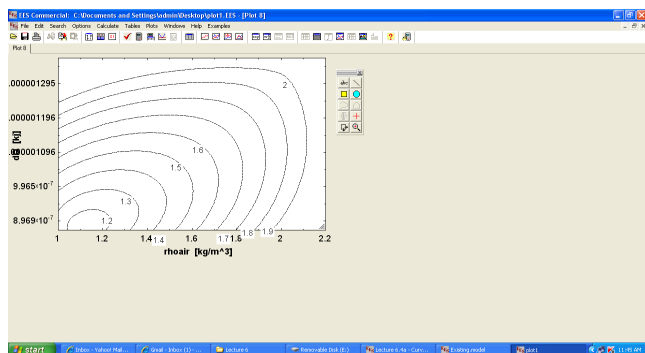 EES Commercial: C:\Documents and Settings\admin\Desktop\plot1.EES - [Plot 8]
File Edit Search Options Calculate Tables Plots Windows Help Examples
Plot 8
abc
.000001295
.000001196
.000001096
9.965×10⁻⁷
8.969×10⁻⁷
[kJ]
2
1.6
1.5
1.3
1.2
1.4
1.7
1.8
1.9
1 1.2 1.4 1.6 1.8 2 2.2
rhoair [kg/m^3]
start
Inbox - Yahoo! Mail...
Gmail - Inbox (1) - ...
Lecture 6
Removable Disk (E:)
Lecture 6.4a - Curv...
Existing.model
plot1
11:45 AM